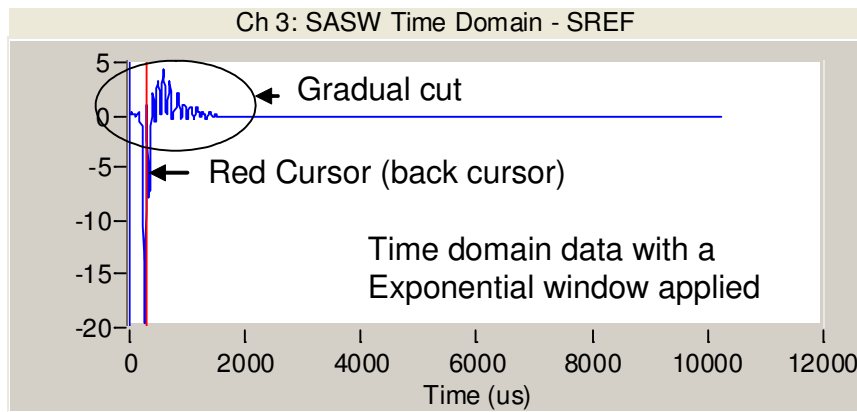 Ch 3: SASW Time Domain - SREF
5
0
-5
-10
-15
-20
Gradual cut
Red Cursor (back cursor)
Time domain data with a
Exponential window applied
0 2000 4000 6000 8000 10000 12000
Time (us)